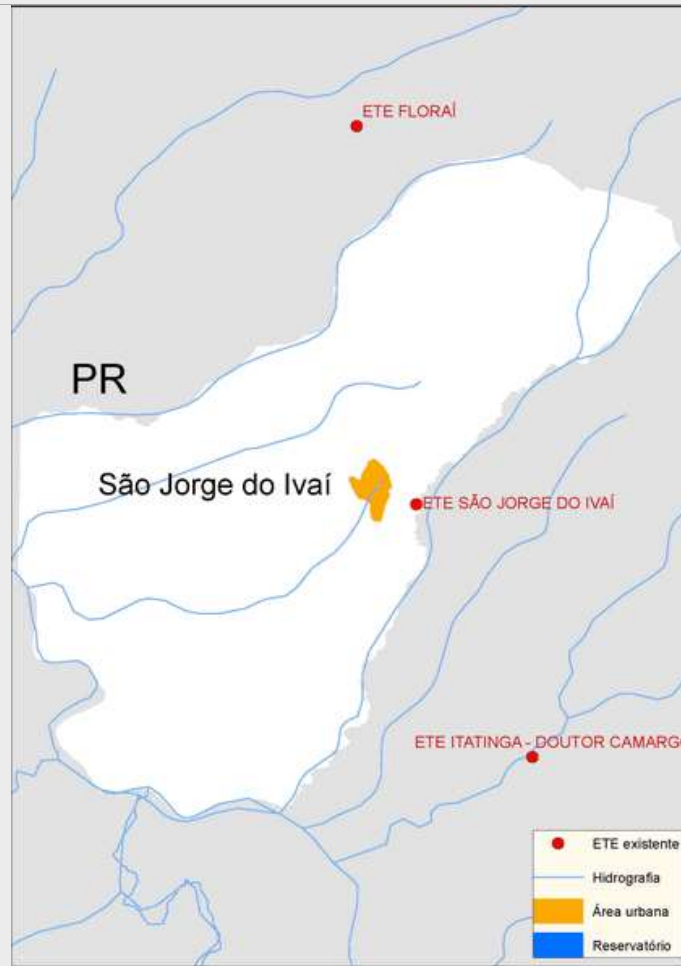 ETE FLORAÍ
PR
São Jorge do Ivaí
ETE SÃO JORGE DO IVAÍ
ETE ITATINGA - DOUTOR CAMARGO
ETE existente
Hidrografia
Área urbana
Reservatório